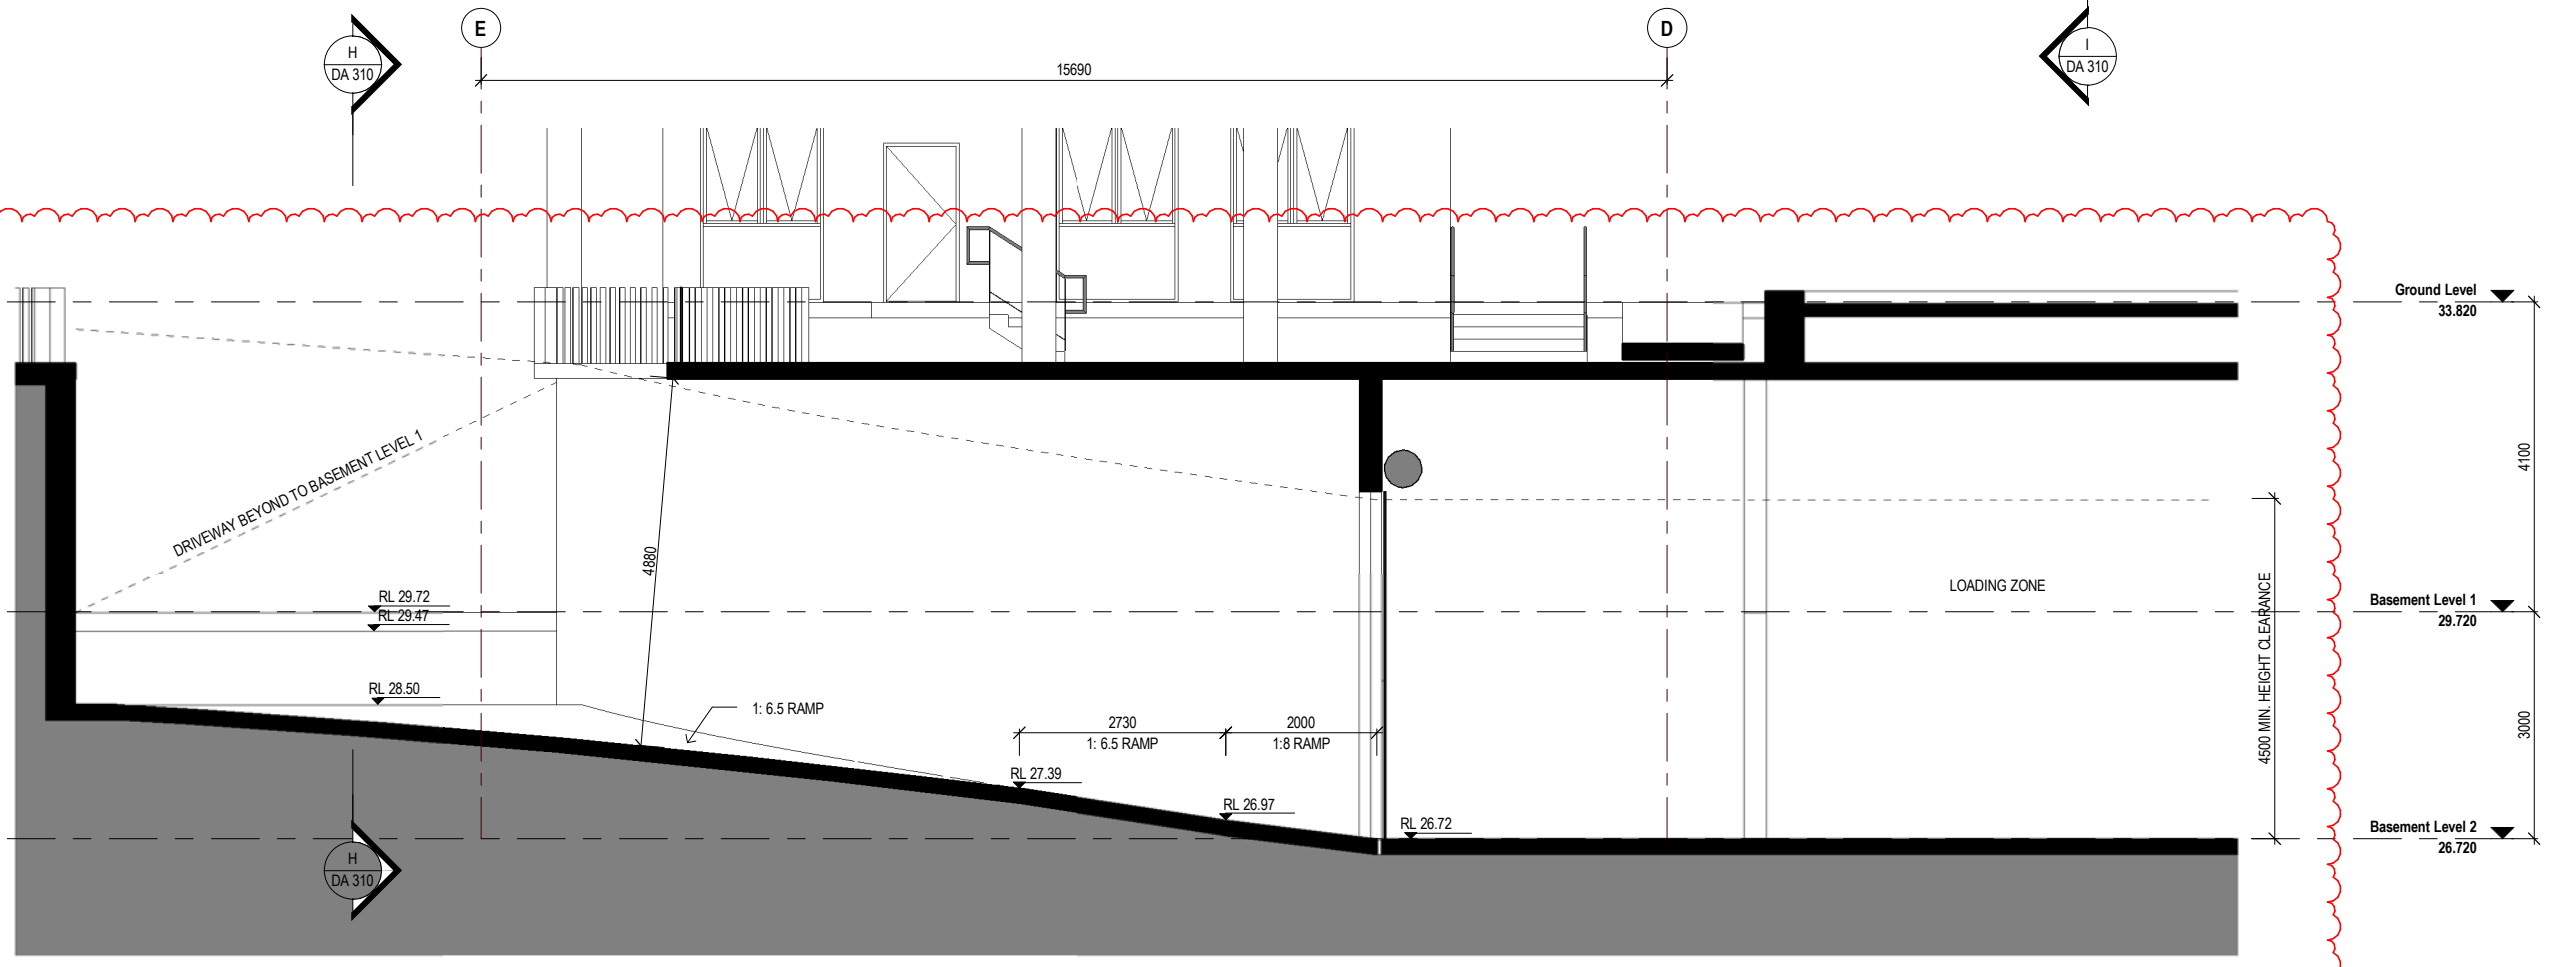 H
DA 310
E
D
I
DA 310
15690
Ground Level
33.820
4100
DRIVEWAY BEYOND TO BASEMENT LEVEL 1
4880
LOADING ZONE
4500 MIN. HEIGHT CLEARANCE
RL 29.72
RL 29.47
Basement Level 1
29.720
RL 28.50
1: 6.5 RAMP
2730
1: 6.5 RAMP
2000
1:8 RAMP
3000
RL 27.39
RL 26.97
RL 26.72
Basement Level 2
26.720
H
DA 310